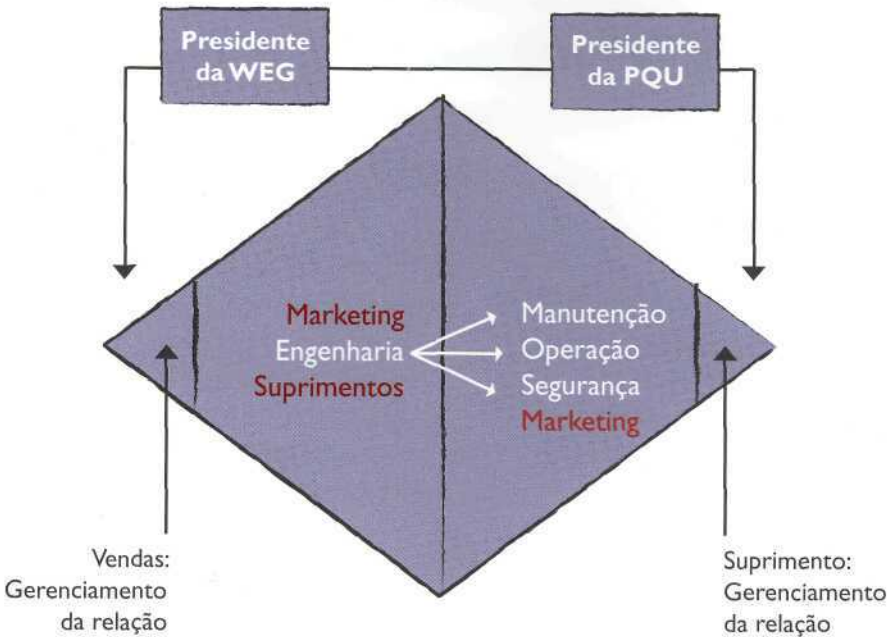 Presidente
da WEG
Presidente
da PQU
Marketing
Engenharia
Suprimentos
Manutenção
Operação
Segurança
Marketing
Vendas:
Gerenciamento
da relação
Suprimento:
Gerenciamento
da relação